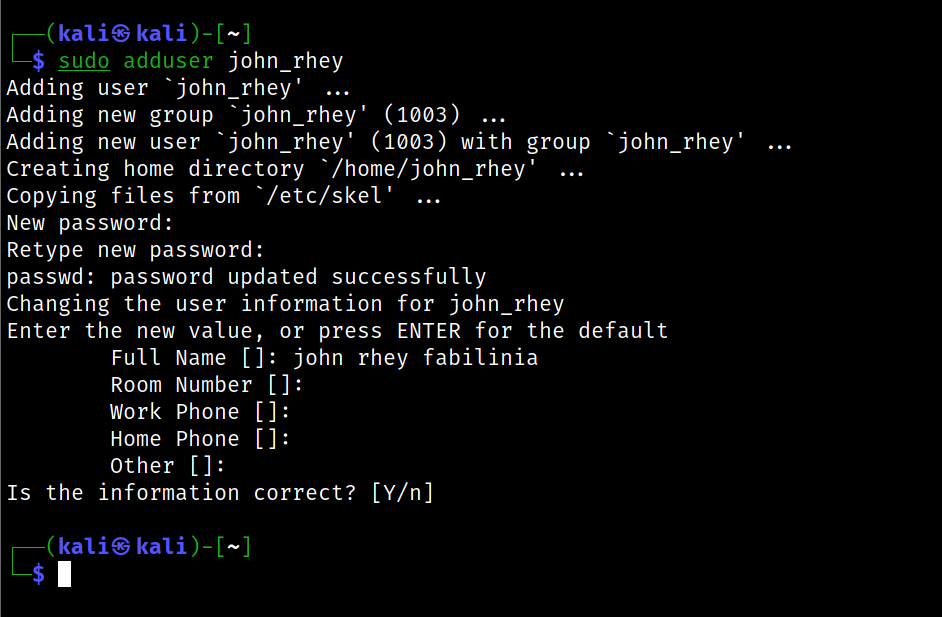 ┌──(kali㉿kali)-[~]
└─$ sudo adduser john_rhey
Adding user `john_rhey' ...
Adding new group `john_rhey' (1003) ...
Adding new user `john_rhey' (1003) with group `john_rhey' ...
Creating home directory `/home/john_rhey' ...
Copying files from `/etc/skel' ...
New password:
Retype new password:
passwd: password updated successfully
Changing the user information for john_rhey
Enter the new value, or press ENTER for the default
        Full Name []: john rhey fabilinia
        Room Number []:
        Work Phone []:
        Home Phone []:
        Other []:
Is the information correct? [Y/n]
┌──(kali㉿kali)-[~]
└─$